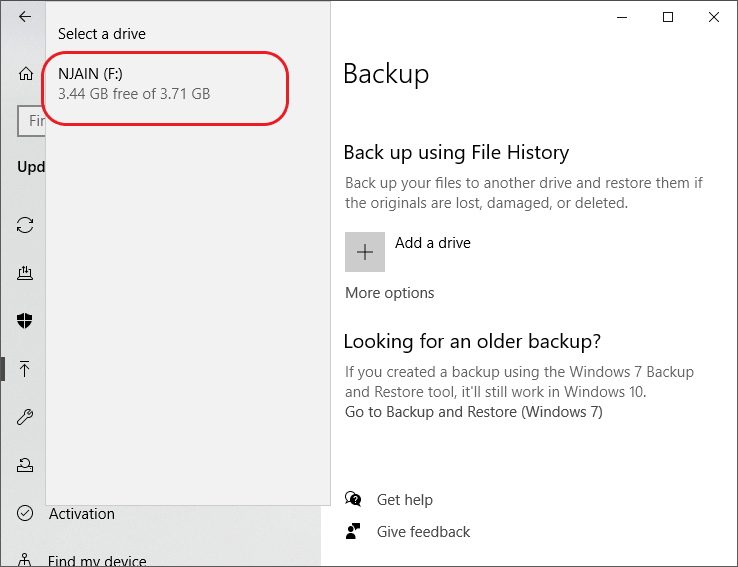 Select a drive
NJAIN (F:)
3.44 GB free of 3.71 GB
Fin
Upd
Activation
Find my device
Backup
Back up using File History
Back up your files to another drive and restore them if
the originals are lost, damaged, or deleted.
Add a drive
More options
Looking for an older backup?
If you created a backup using the Windows 7 Backup
and Restore tool, it'll still work in Windows 10.
Go to Backup and Restore (Windows 7)
Get help
Give feedback